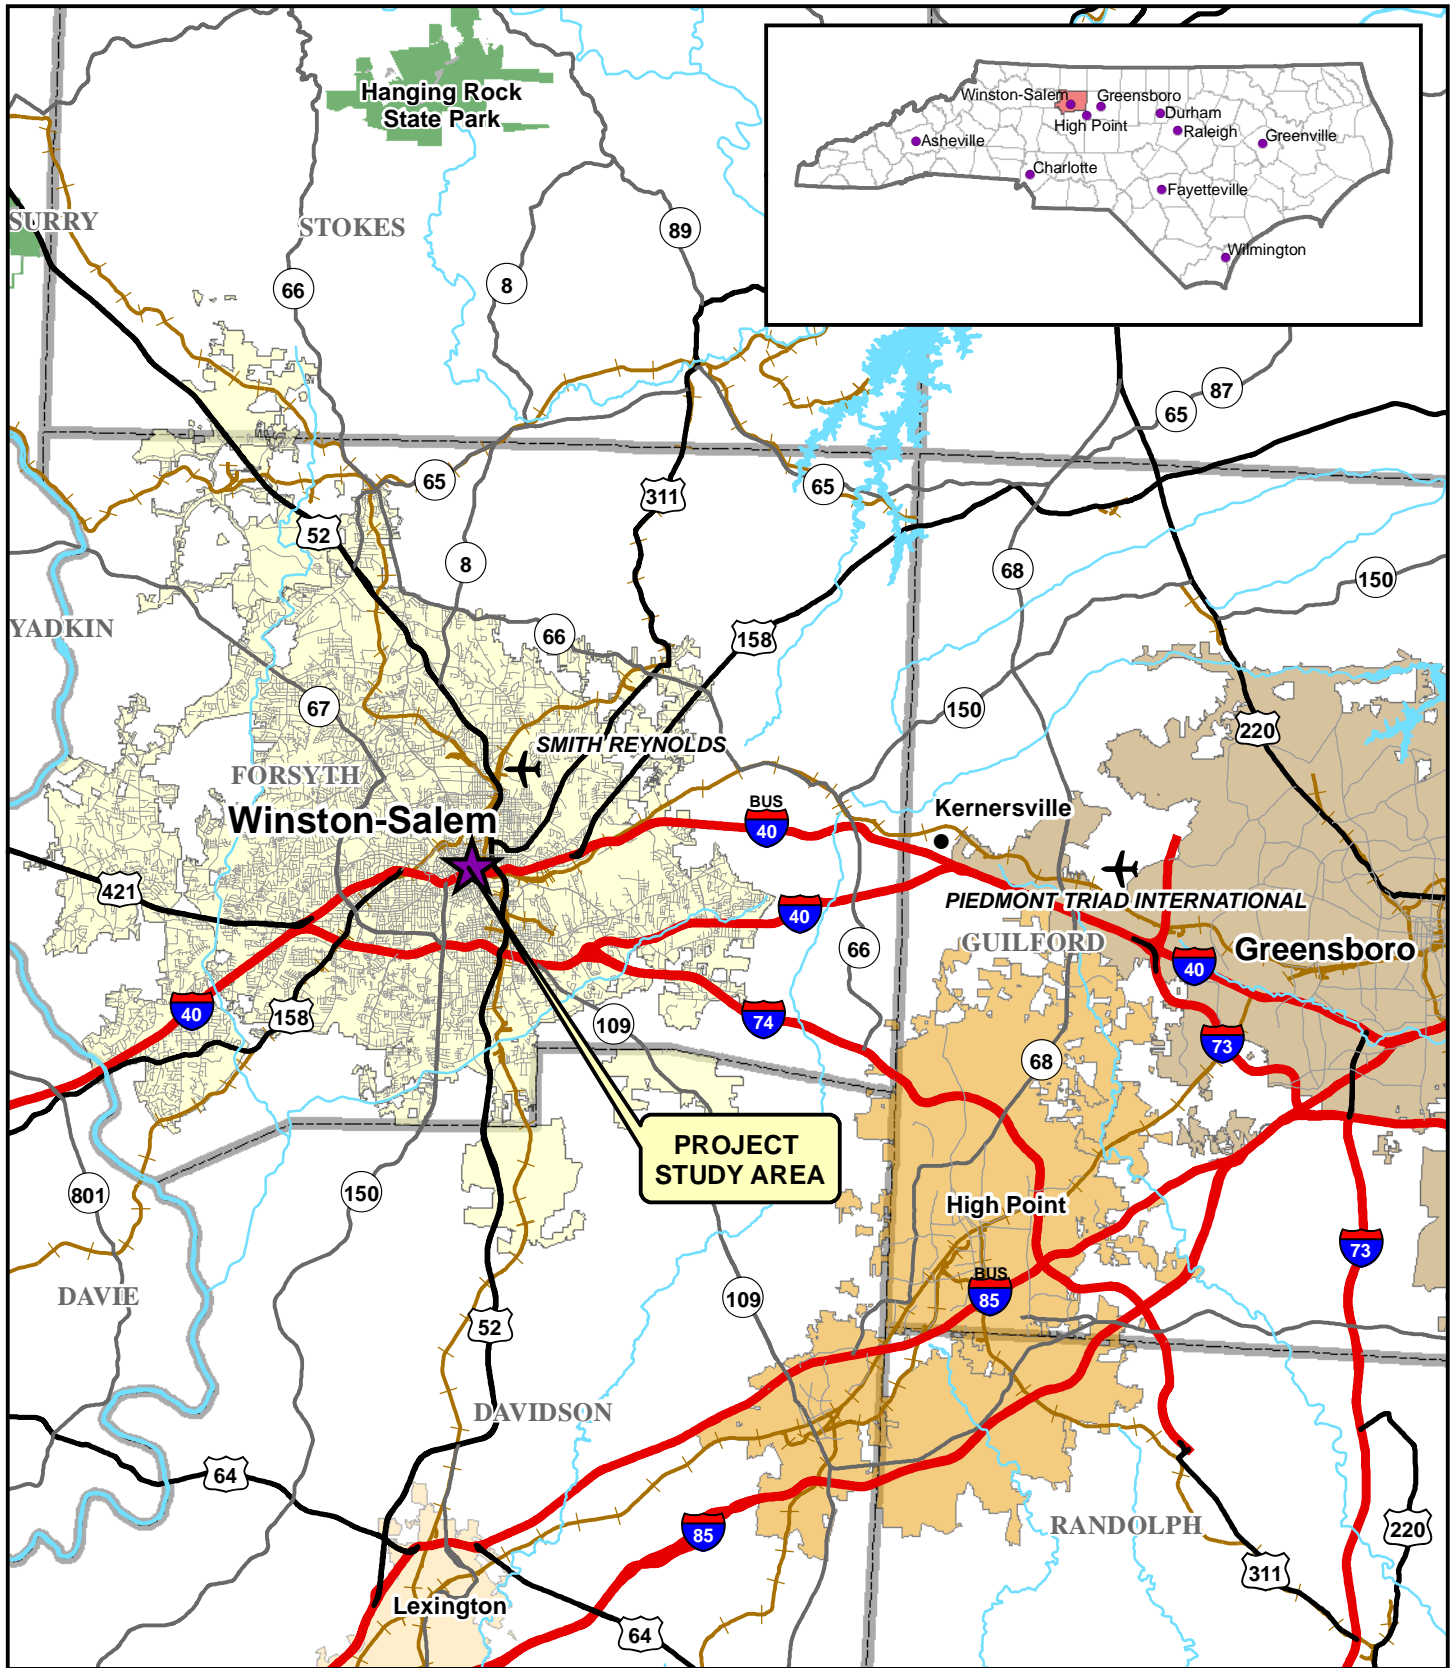 Hanging Rock
State Park
Winston-Salem
Greensboro
High Point
Durham
Raleigh
Greenville
Asheville
Charlotte
Fayetteville
Wilmington
SURRY
STOKES
89
66
8
87
65
65
65
311
52
8
68
150
YADKIN
66
158
67
150
220
SMITH REYNOLDS
FORSYTH
Winston-Salem
BUS
40
Kernersville
421
40
PIEDMONT TRIAD INTERNATIONAL
66
GUILFORD
Greensboro
40
40
158
109
74
73
68
PROJECT
STUDY AREA
801
150
High Point
73
DAVIE
109
BUS
85
52
DAVIDSON
64
85
RANDOLPH
220
311
Lexington
64